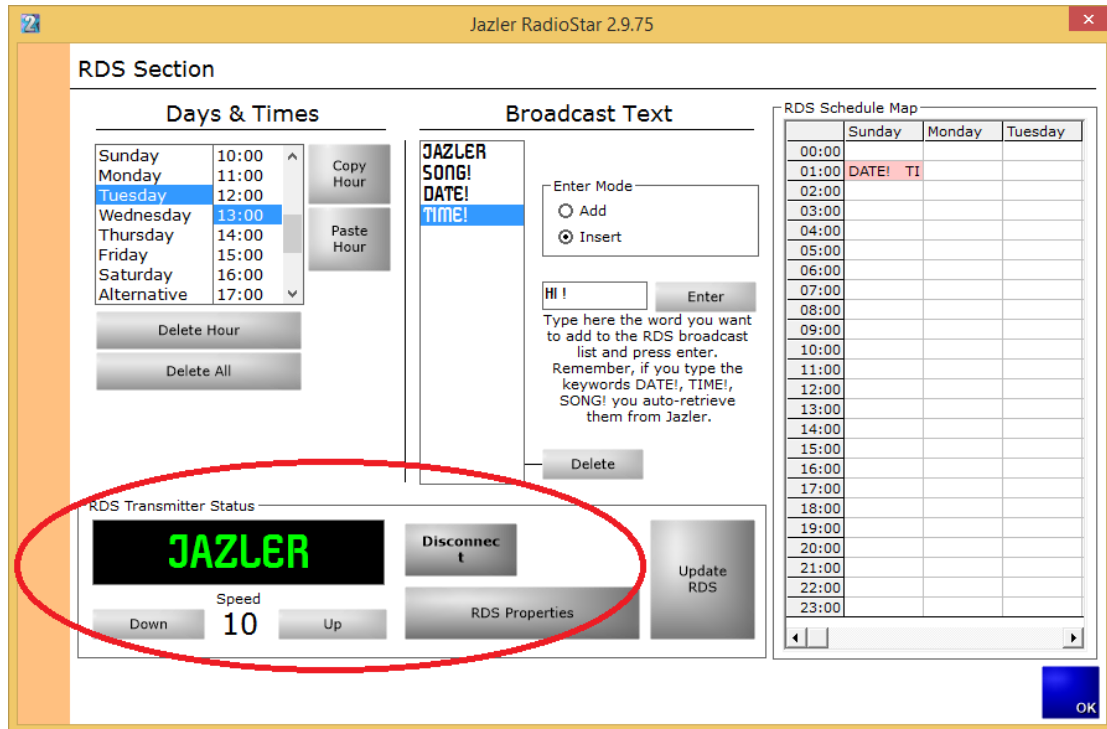 Jazler RadioStar 2.9.75
RDS Section
Days & Times
Sunday 10:00
Monday 11:00
Tuesday 12:00
Wednesday 13:00
Thursday 14:00
Friday 15:00
Saturday 16:00
Alternative 17:00
Copy
Hour
Paste
Hour
Delete Hour
Delete All
Broadcast Text
JAZLER
SONG!
DATE!
TIME!
Enter Mode
Add
Insert
HI !
Enter
Type here the word you want
to add to the RDS broadcast
list and press enter.
Remember, if you type the
keywords DATE!, TIME!,
SONG! you auto-retrieve
them from Jazler.
Delete
RDS Transmitter Status
JAZLER
Disconnec
t
Speed
Down 10 Up
RDS Properties
Update
RDS
RDS Schedule Map
Sunday Monday Tuesday
00:00
01:00 DATE! TI
02:00
03:00
04:00
05:00
06:00
07:00
08:00
09:00
10:00
11:00
12:00
13:00
14:00
15:00
16:00
17:00
18:00
19:00
20:00
21:00
22:00
23:00
OK